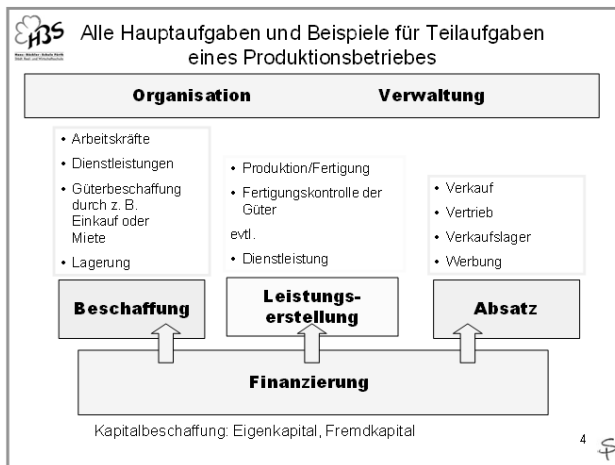 HBS
Alle Hauptaufgaben und Beispiele für Teilaufgaben
eines Produktionsbetriebes
Organisation Verwaltung
• Arbeitskräfte
• Dienstleistungen
• Güterbeschaffung
durch z. B.
Einkauf oder
Miete
• Lagerung
• Produktion/Fertigung
• Fertigungskontrolle der
Güter
evtl.
• Dienstleistung
• Verkauf
• Vertrieb
• Verkaufslager
• Werbung
Beschaffung
Leistungs-
erstellung
Absatz
Finanzierung
Kapitalbeschaffung: Eigenkapital, Fremdkapital
4